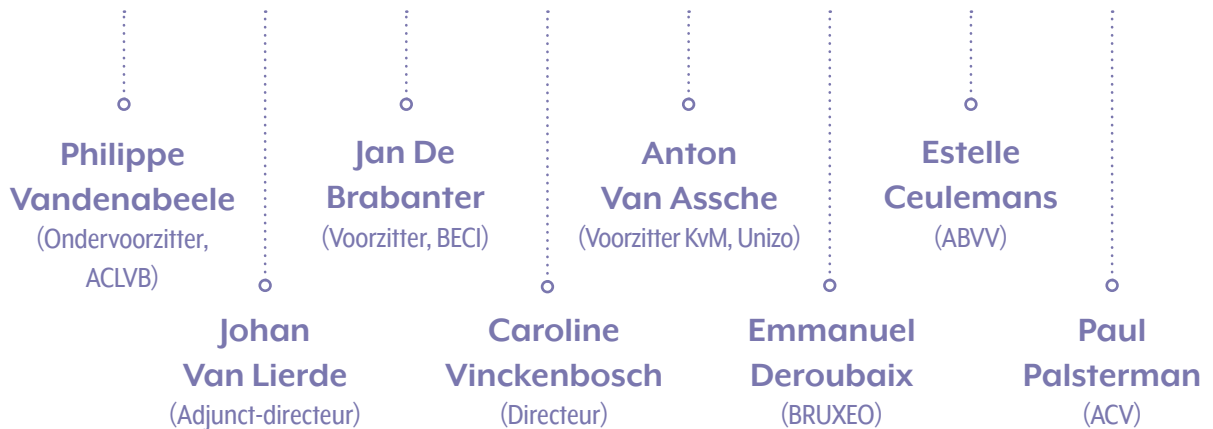 Philippe
Vandenabeele
(Ondervoorzitter,
ACLVB)
Johan
Van Lierde
(Adjunct-directeur)
Jan De
Brabanter
(Voorzitter, BECI)
Caroline
Vinckenbosch
(Directeur)
Anton
Van Assche
(Voorzitter KvM, Unizo)
Emmanuel
Deroubaix
(BRUXEO)
Estelle
Ceulemans
(ABVV)
Paul
Palsterman
(ACV)